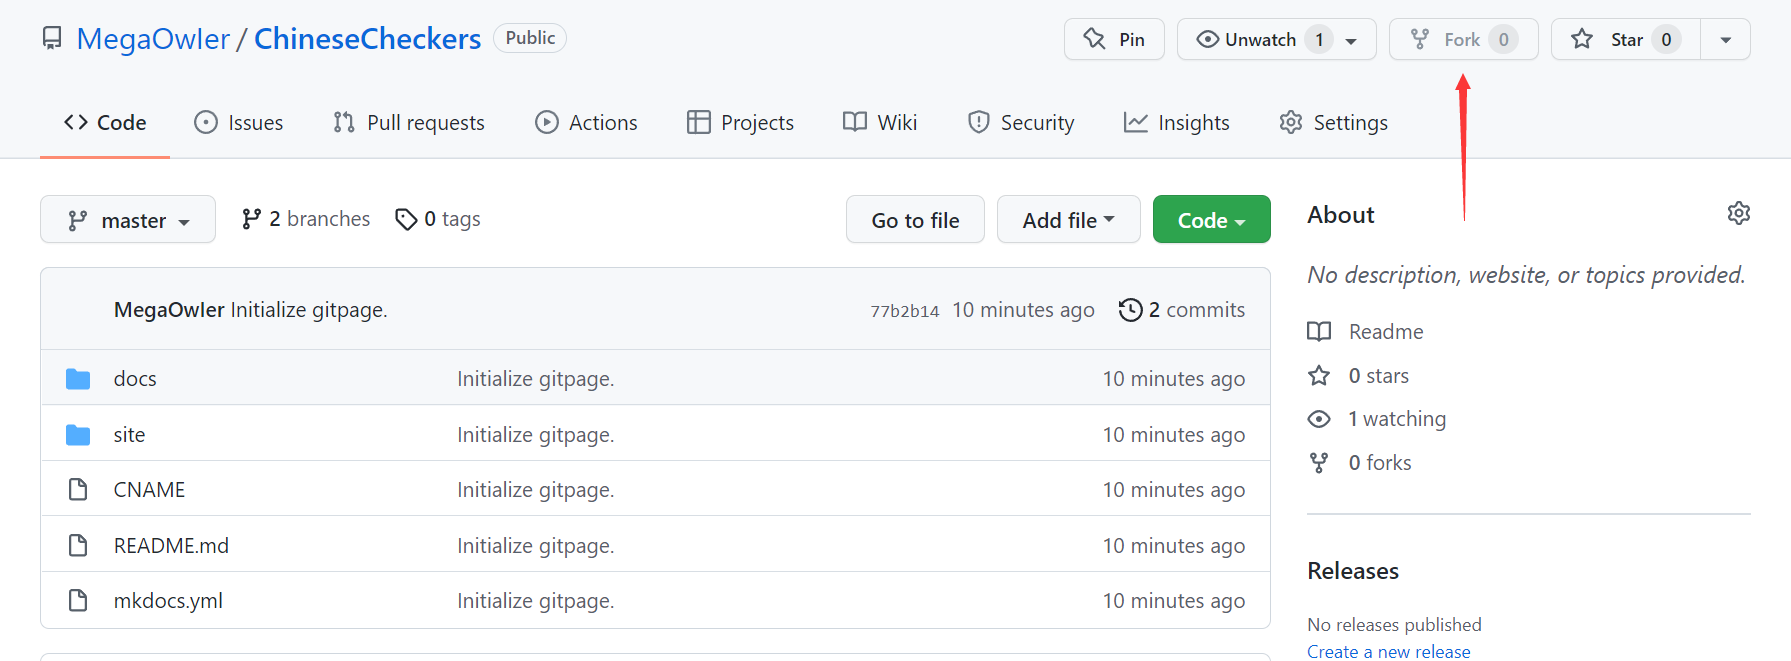 MegaOwler / ChineseCheckers Public Pin Unwatch 1 Fork 0 Star 0
Code Issues Pull requests Actions Projects Wiki Security Insights Settings
master 2 branches 0 tags Go to file Add file Code
MegaOwler Initialize gitpage. 77b2b14 10 minutes ago 2 commits
docs Initialize gitpage. 10 minutes ago
site Initialize gitpage. 10 minutes ago
CNAME Initialize gitpage. 10 minutes ago
README.md Initialize gitpage. 10 minutes ago
mkdocs.yml Initialize gitpage. 10 minutes ago
About
No description, website, or topics provided.
Readme
0 stars
1 watching
0 forks
Releases
No releases published
Create a new release